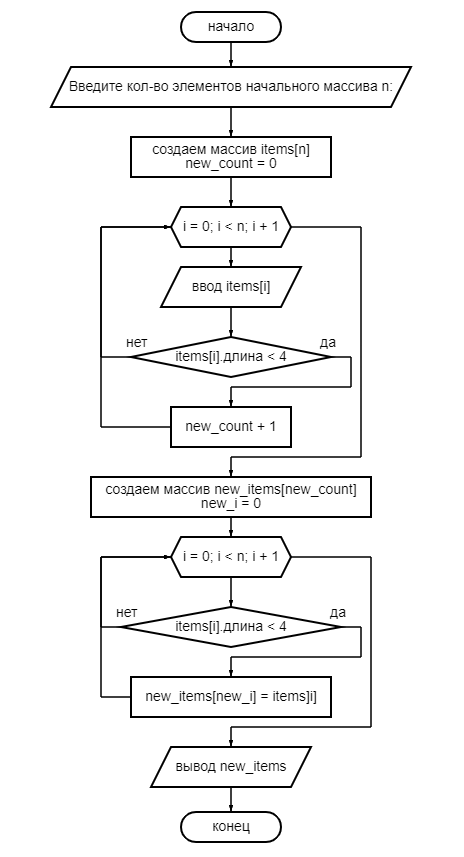 начало
Введите кол-во элементов начального массива n:
создаем массив items[n]
new_count = 0
i = 0; i < n; i + 1
ввод items[i]
нет
да
items[i].длина < 4
new_count + 1
создаем массив new_items[new_count]
new_i = 0
i = 0; i < n; i + 1
нет
да
items[i].длина < 4
new_items[new_i] = items]i]
вывод new_items
конец